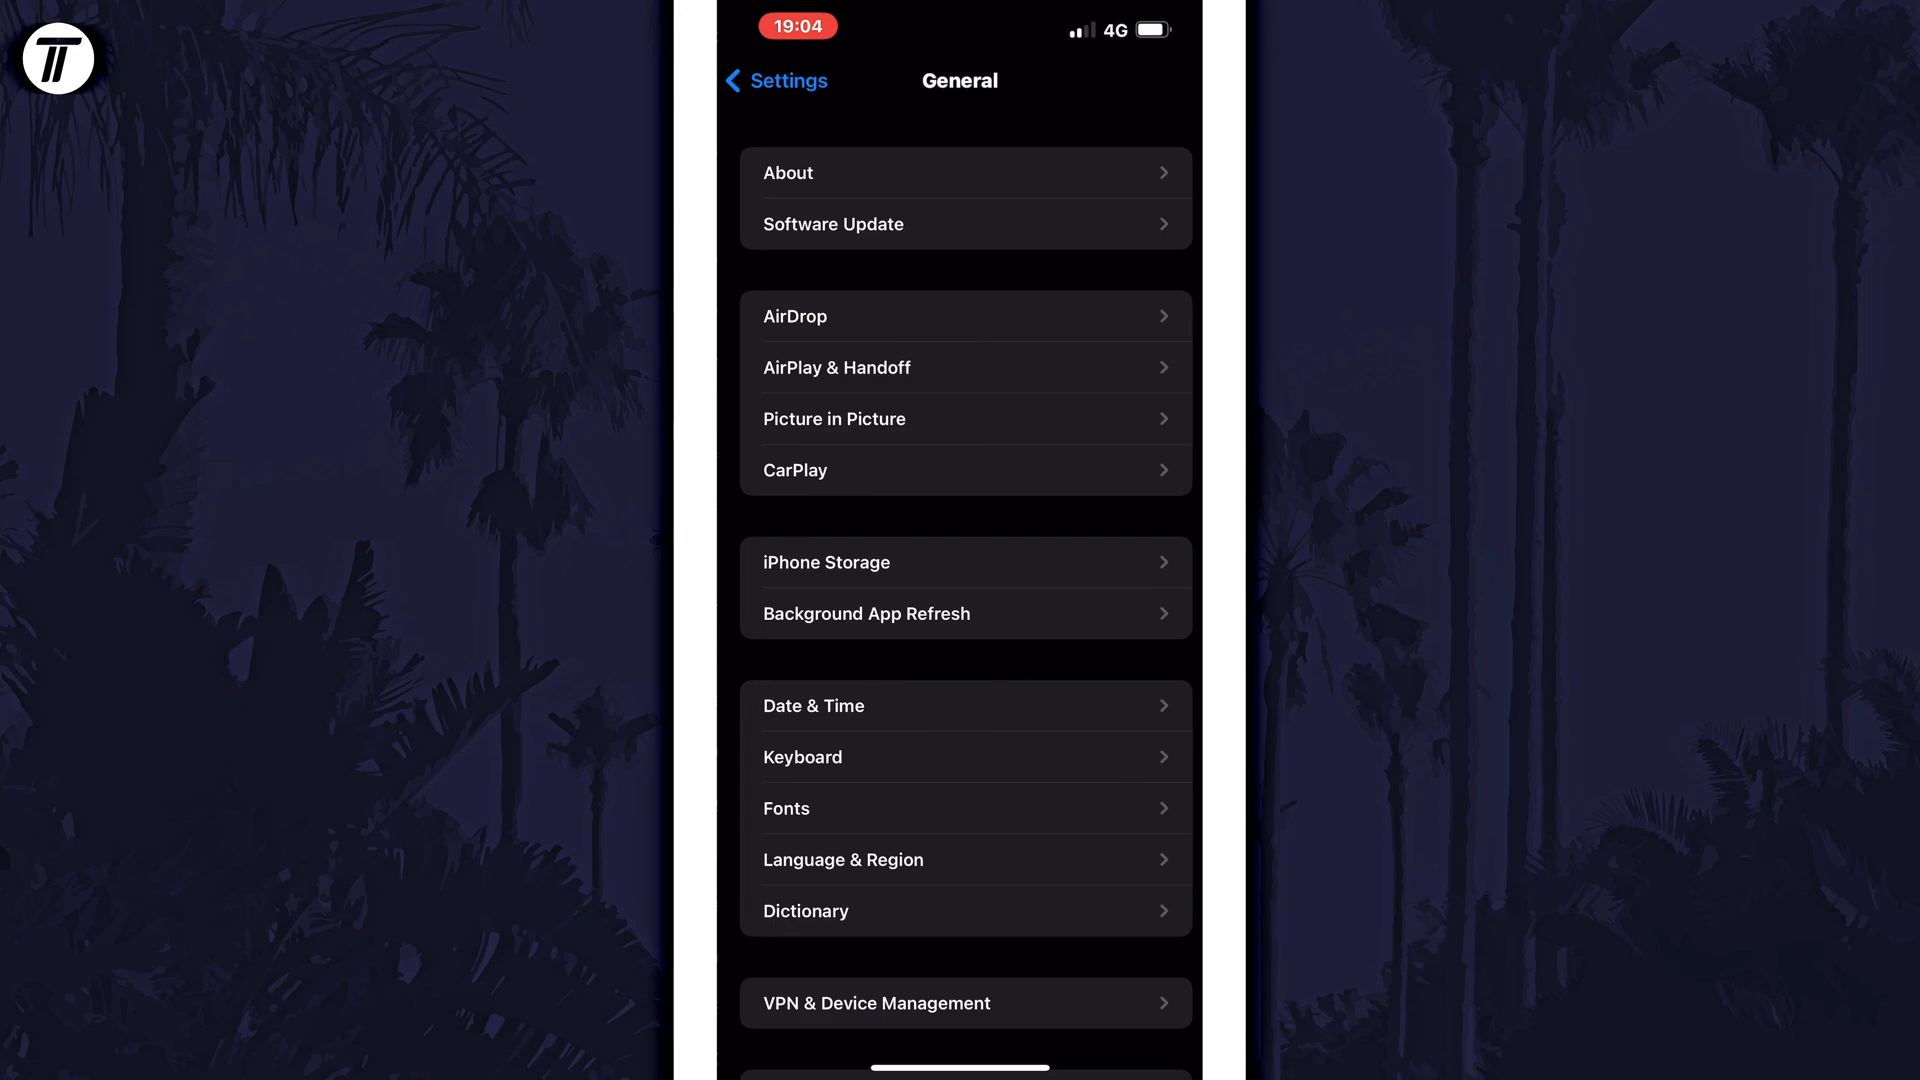 19:04
4G
Settings
General
About
Software Update
AirDrop
AirPlay & Handoff
Picture in Picture
CarPlay
iPhone Storage
Background App Refresh
Date & Time
Keyboard
Fonts
Language & Region
Dictionary
VPN & Device Management